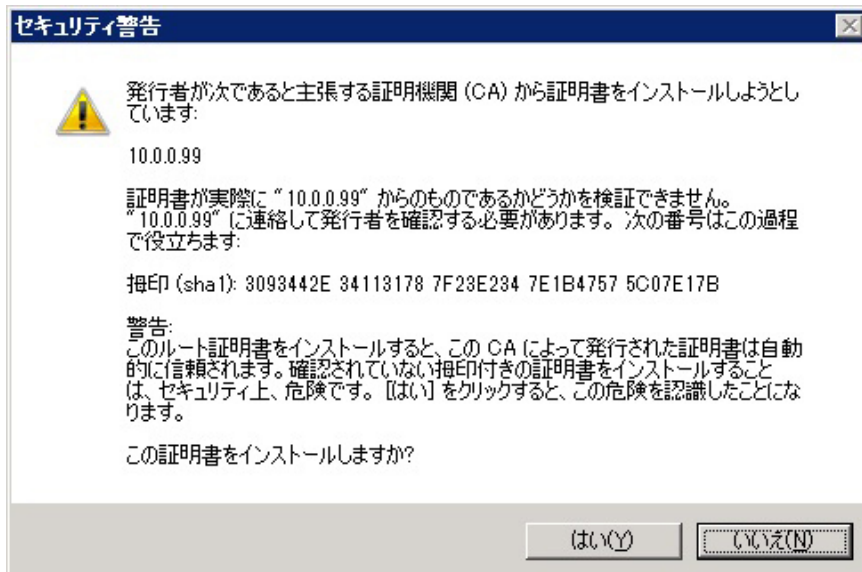 セキュリティ警告
発行者が次であると主張する証明機関 (CA) から証明書をインストールしようとし
ています:
10.0.0.99
証明書が実際に "10.0.0.99" からのものであるかどうかを検証できません。
"10.0.0.99" に連絡して発行者を確認する必要があります。次の番号はこの過程
で役立ちます:
拇印 (sha1): 3093442E 34113178 7F23E234 7E1B4757 5C07E17B
警告:
このルート証明書をインストールすると、この CA によって発行された証明書は自動
的に信頼されます。確認されていない拇印付きの証明書をインストールすること
は、セキュリティ上、危険です。 [はい] をクリックすると、この危険を認識したことにな
ります。
この証明書をインストールしますか?
はい(Y)
いいえ(N)